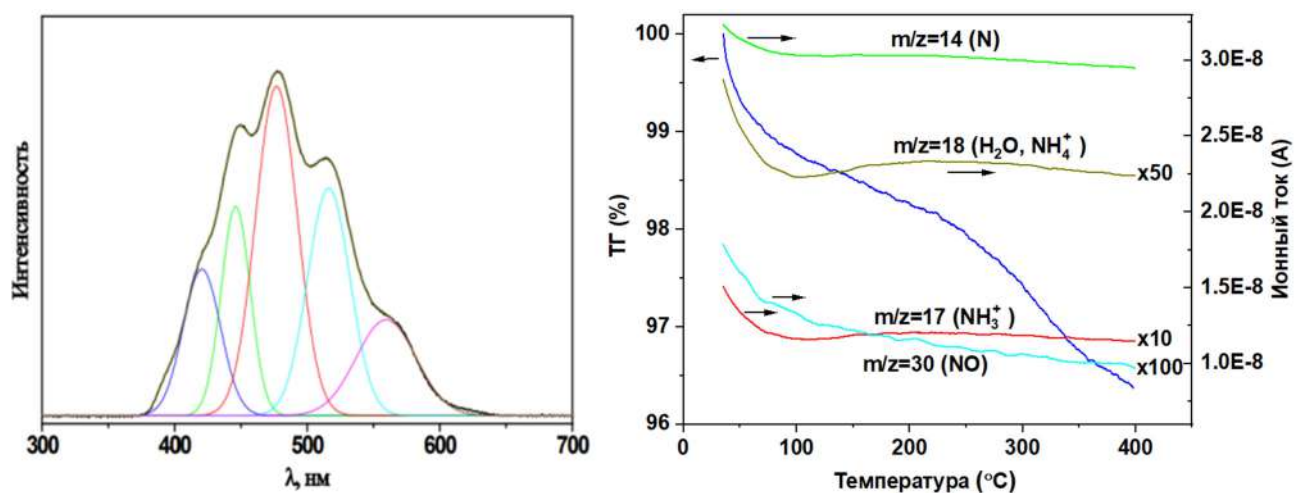 Интенсивность
300 400 500 600 700
λ, нм
100
99
98
97
96
ТГ (%)
m/z=14 (N)
m/z=18 (H₂O, NH₄⁺)
x50
m/z=17 (NH₃⁺)
x10
m/z=30 (NO)
x100
3.0E-8
2.5E-8
2.0E-8
1.5E-8
1.0E-8
Ионный ток (А)
0 100 200 300 400
Температура (°C)